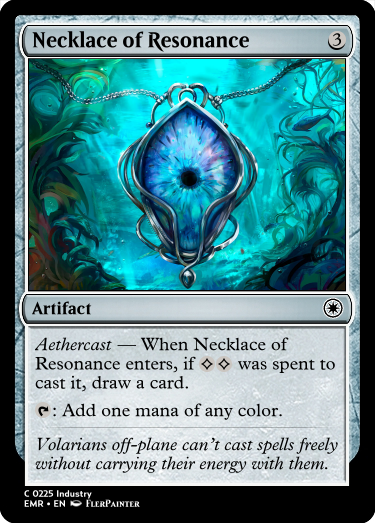 Necklace of Resonance 3
Artifact
Aethercast — When Necklace of
Resonance enters, if was spent to
cast it, draw a card.
: Add one mana of any color.
Volarians off-plane can't cast spells freely
without carrying their energy with them.
C 0225 Industry
EMR • EN FlerPainter